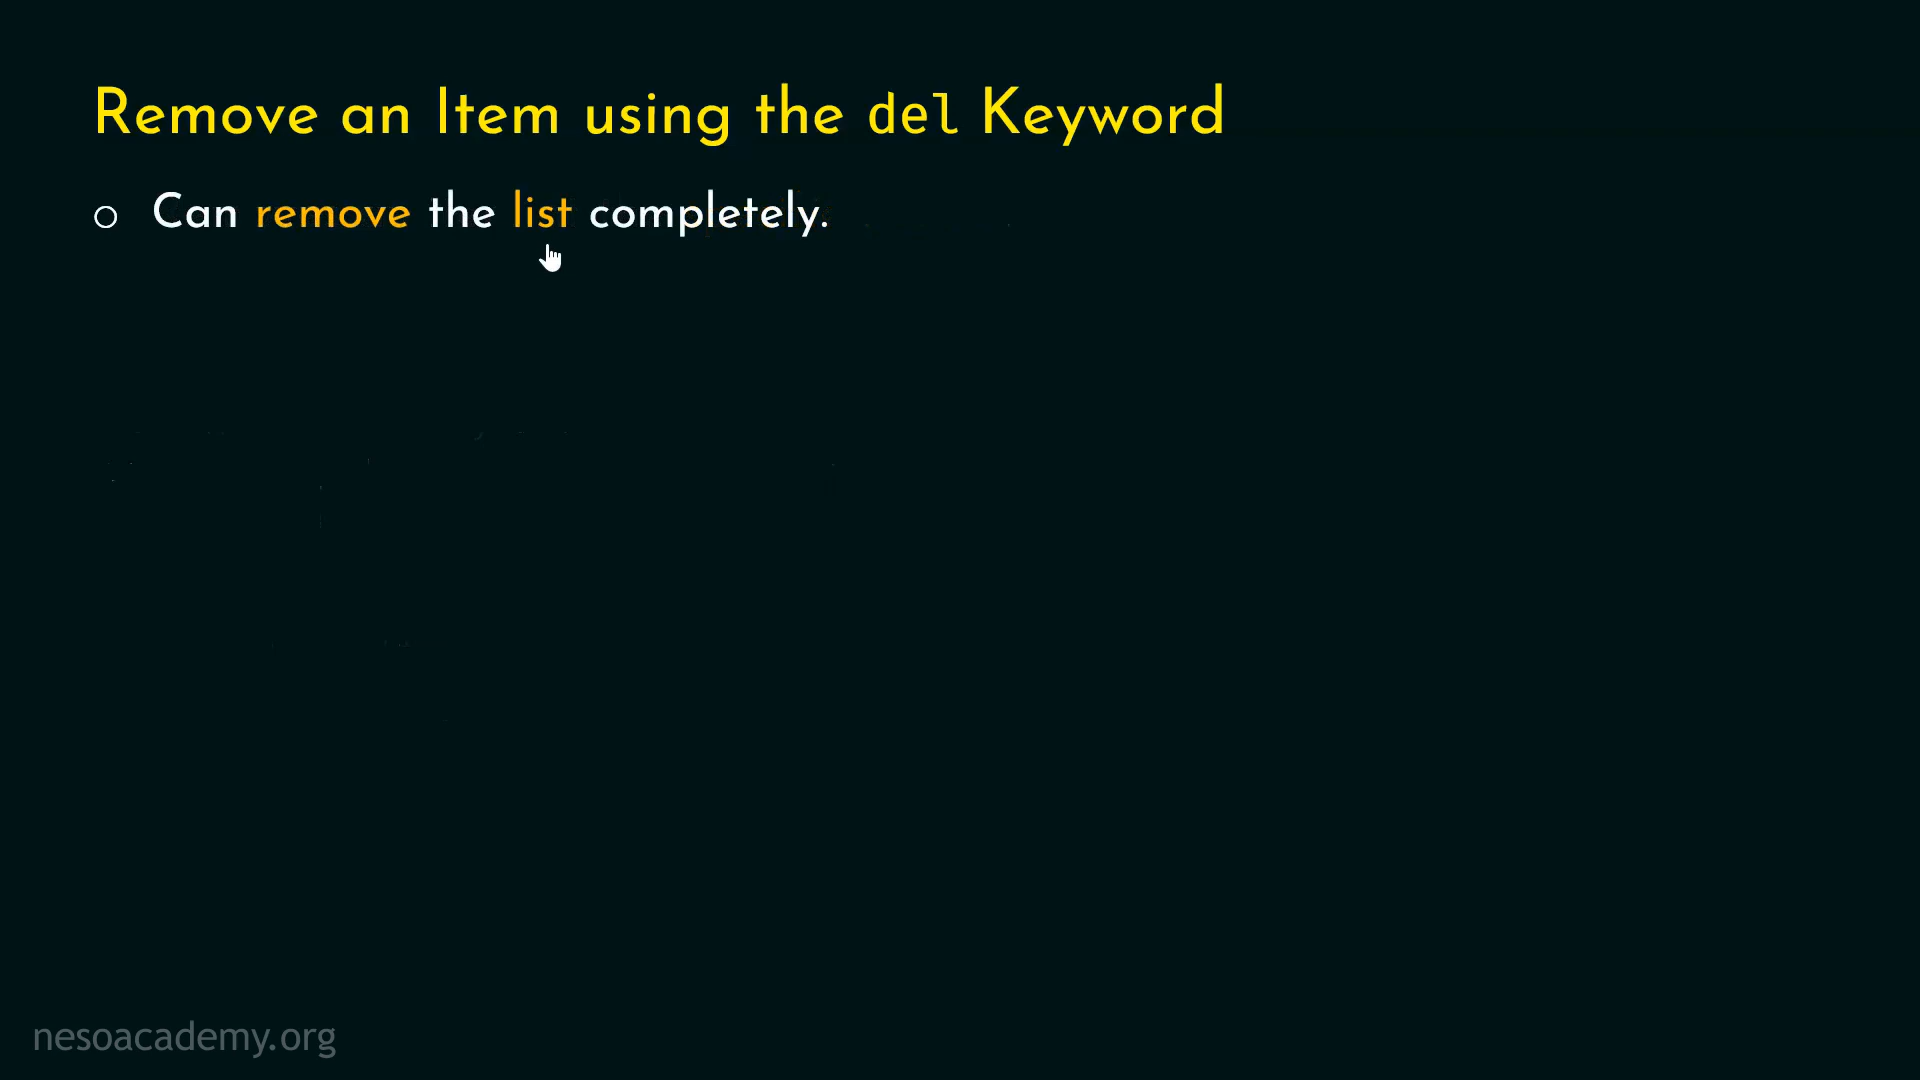 Remove an Item using the del Keyword
○ Can remove the list completely.
nesoacademy.org